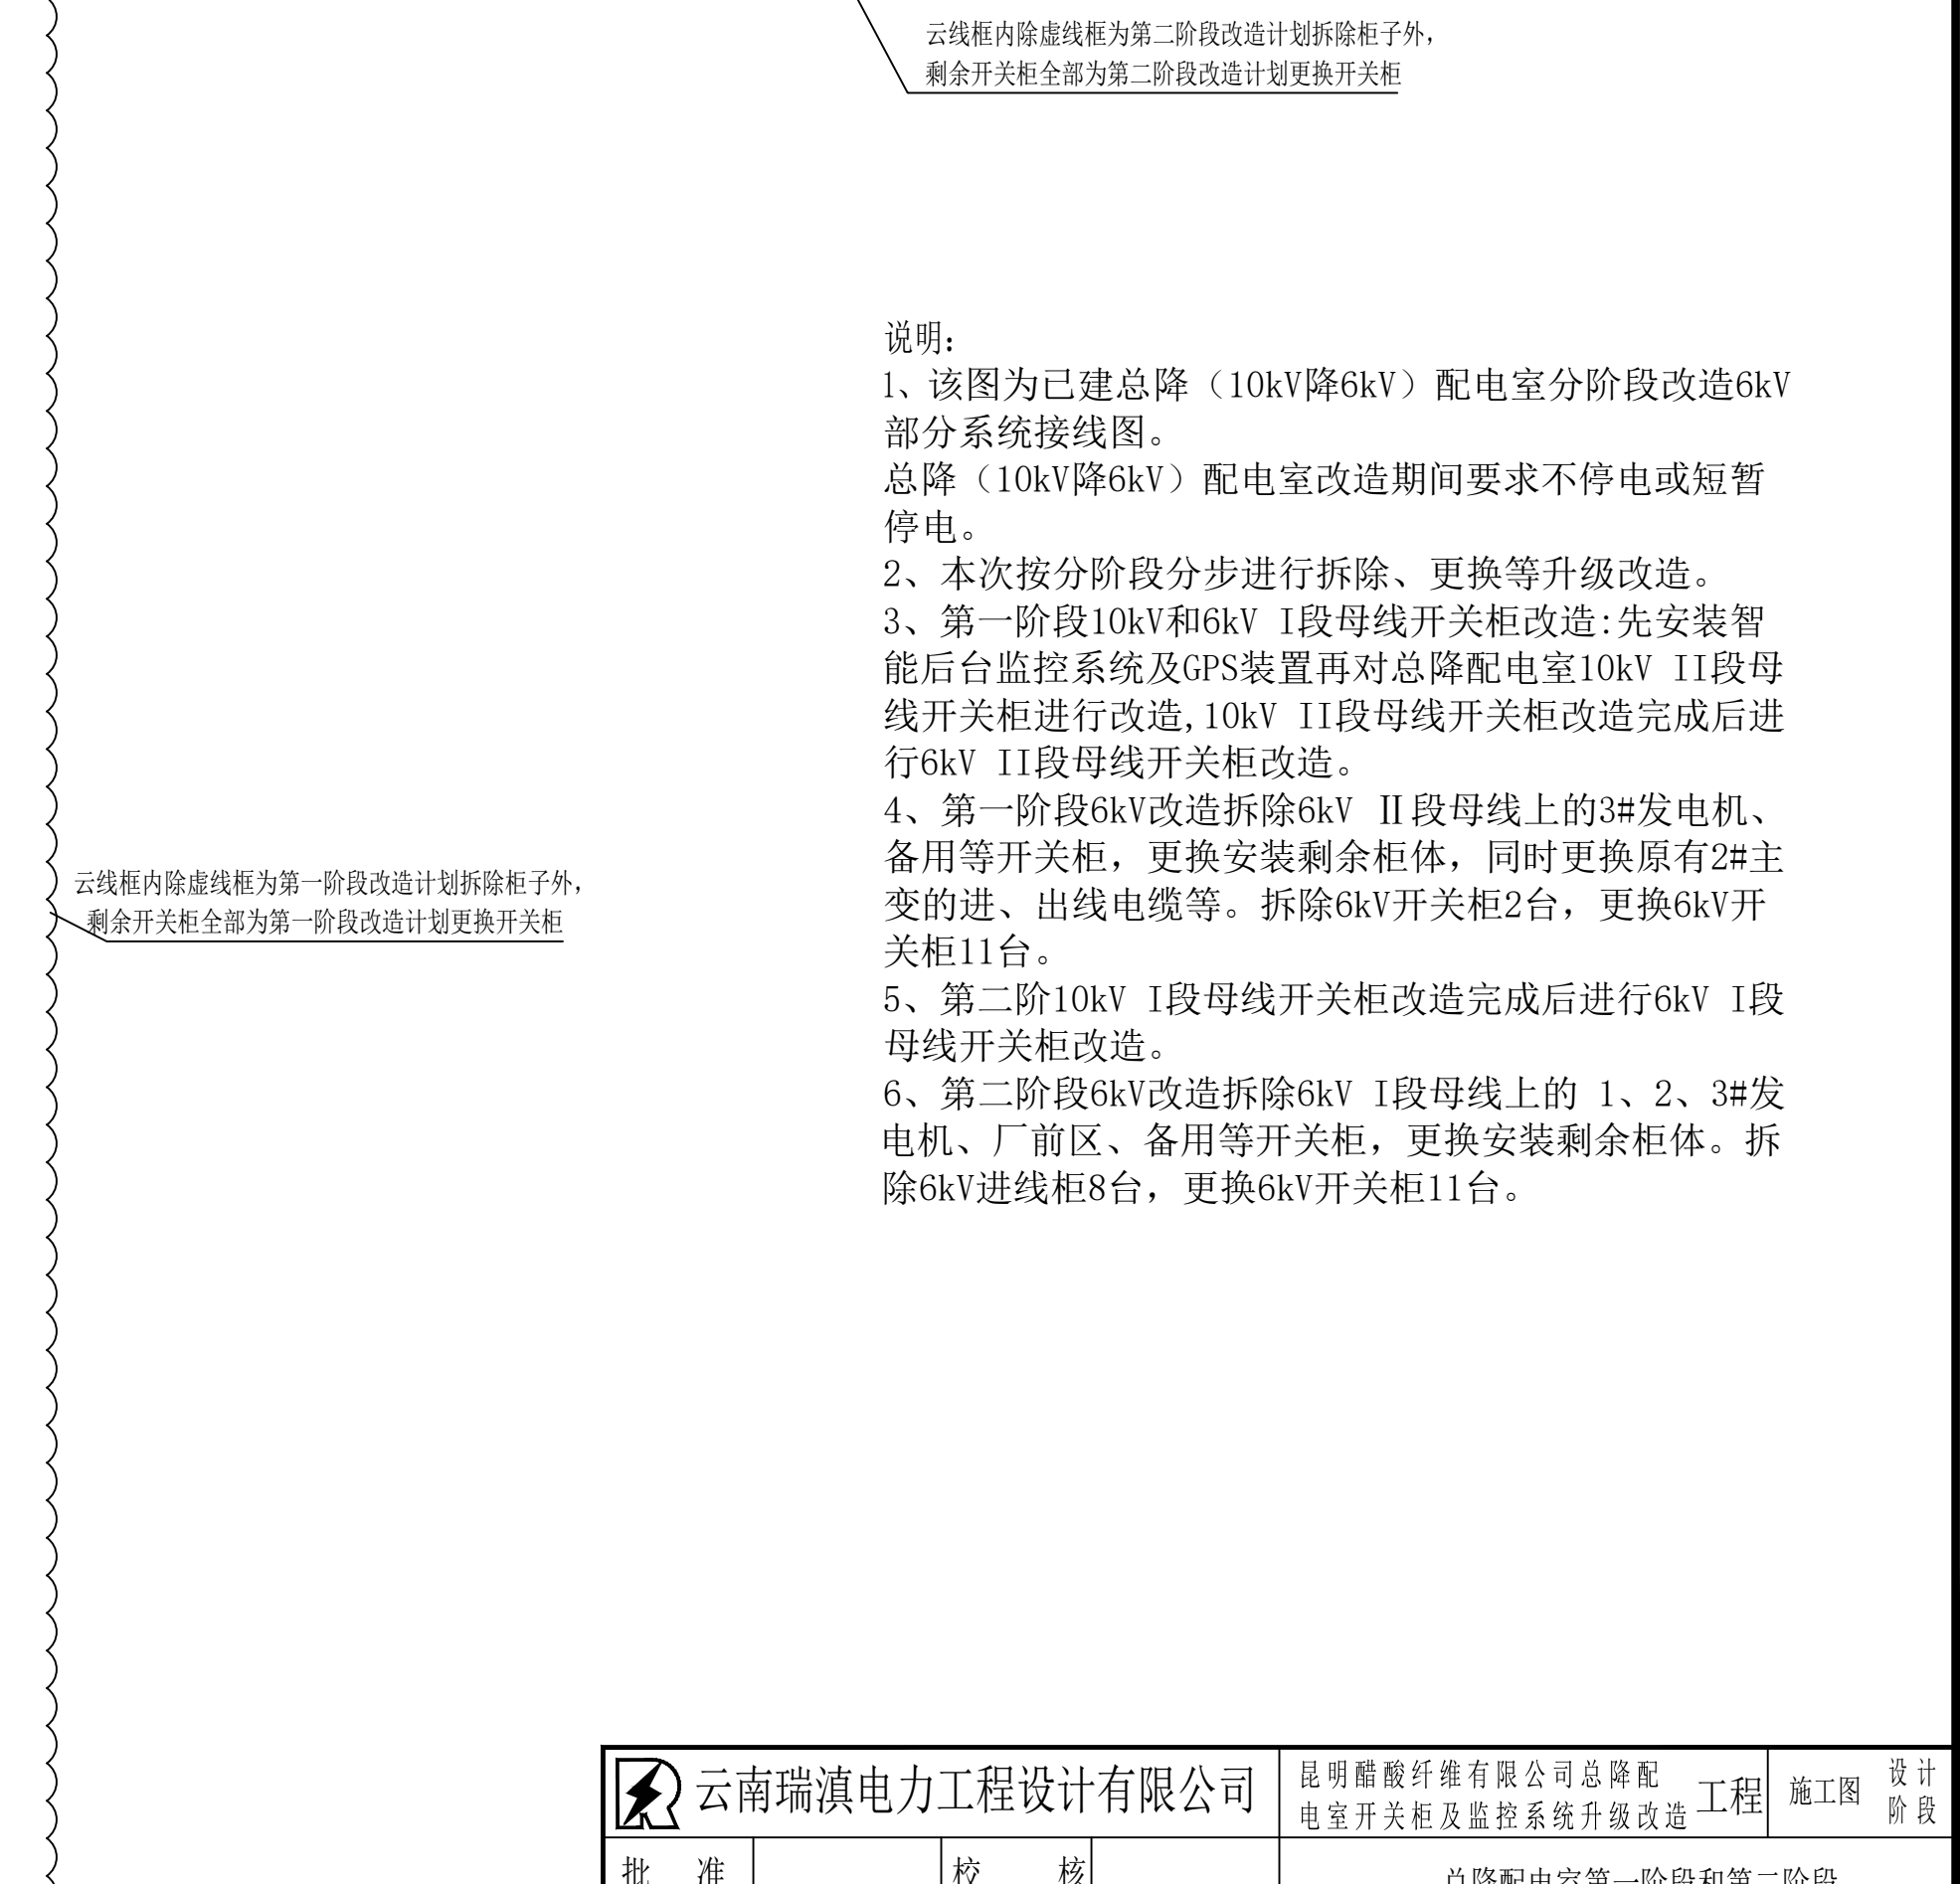 云线框内除虚线框为第二阶段改造计划拆除柜子外，
剩余开关柜全部为第二阶段改造计划更换开关柜
说明:
1、该图为已建总降（10kV降6kV）配电室分阶段改造6kV
部分系统接线图。
总降（10kV降6kV）配电室改造期间要求不停电或短暂
停电。
2、本次按分阶段分步进行拆除、更换等升级改造。
3、第一阶段10kV和6kV I段母线开关柜改造:先安装智
能后台监控系统及GPS装置再对总降配电室10kV II段母
线开关柜进行改造,10kV II段母线开关柜改造完成后进
行6kV II段母线开关柜改造。
4、第一阶段6kV改造拆除6kV Ⅱ段母线上的3#发电机、
备用等开关柜，更换安装剩余柜体，同时更换原有2#主
变的进、出线电缆等。拆除6kV开关柜2台，更换6kV开
关柜11台。
5、第二阶10kV I段母线开关柜改造完成后进行6kV I段
母线开关柜改造。
6、第二阶段6kV改造拆除6kV I段母线上的 1、2、3#发
电机、厂前区、备用等开关柜，更换安装剩余柜体。拆
除6kV进线柜8台，更换6kV开关柜11台。
云线框内除虚线框为第一阶段改造计划拆除柜子外，
剩余开关柜全部为第一阶段改造计划更换开关柜
云南瑞滇电力工程设计有限公司
昆明醋酸纤维有限公司总降配
电室开关柜及监控系统升级改造
工程
施工图
设计
阶段
批 准
校 核
总降配电室第一阶段和第二阶段